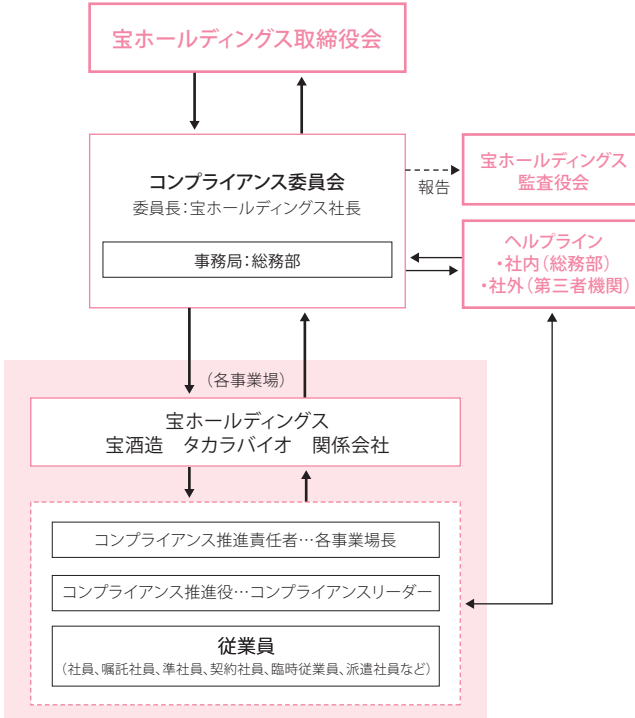 宝ホールディングス取締役会
コンプライアンス委員会
委員長：宝ホールディングス社長
事務局：総務部
報告
宝ホールディングス
監査役会
ヘルプライン
・社内（総務部）
・社外（第三者機関）
（各事業場）
宝ホールディングス
宝酒造　タカラバイオ　関係会社
コンプライアンス推進責任者…各事業場長
コンプライアンス推進役…コンプライアンスリーダー
従業員
（社員、嘱託社員、準社員、契約社員、臨時従業員、派遣社員など）